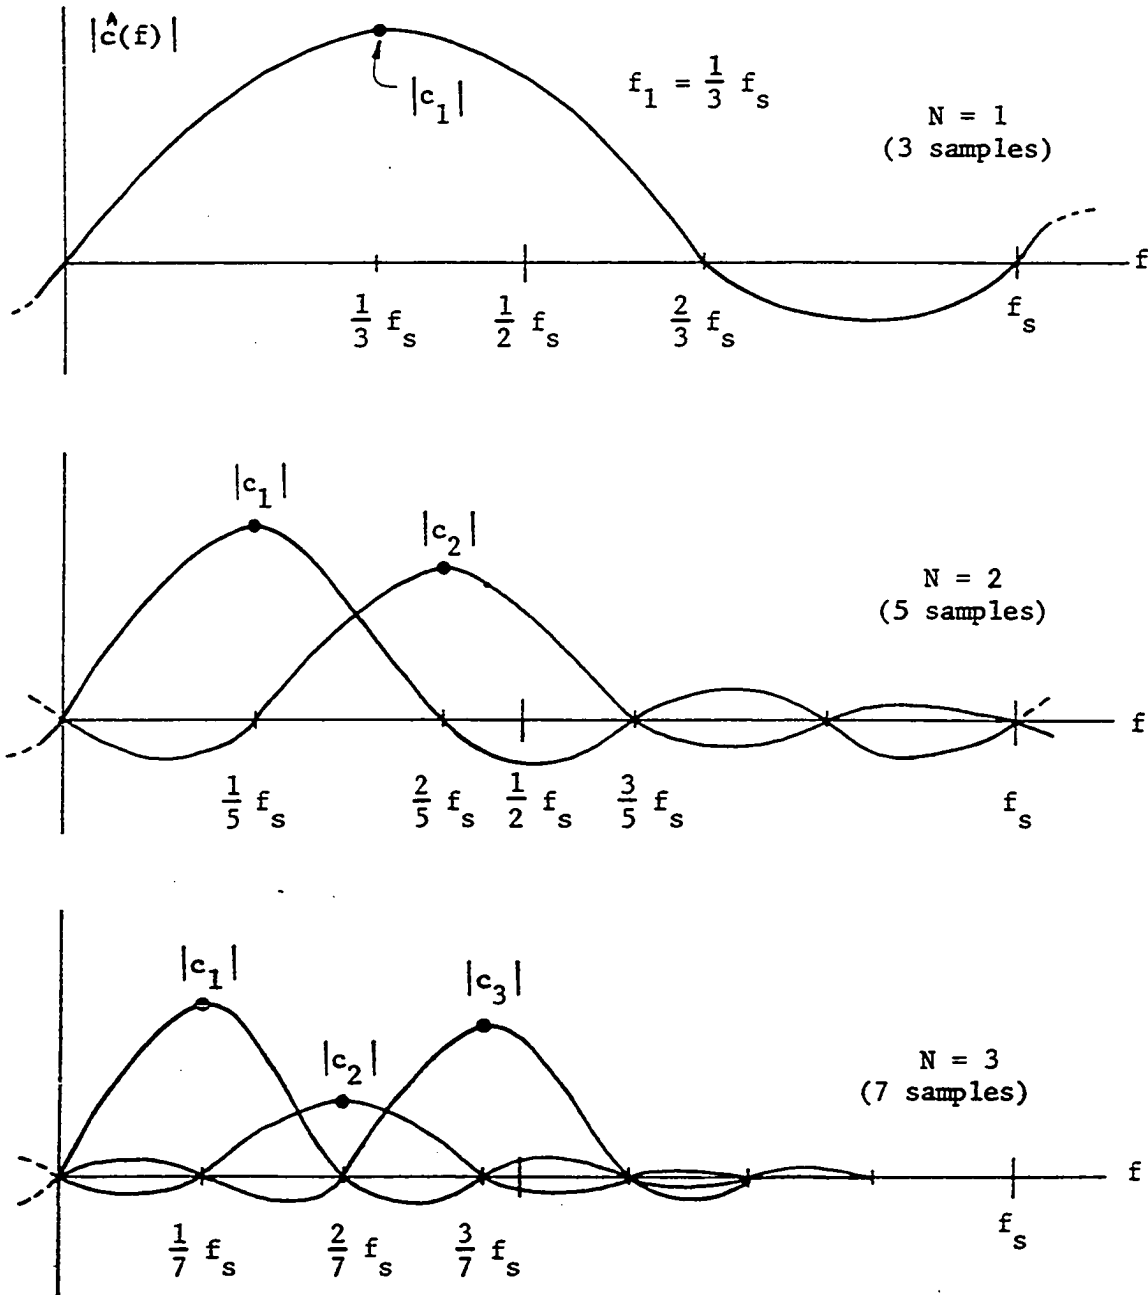 |ĉ(f)|
|c₁|
f₁ = 1/3 fₛ
N = 1
(3 samples)
f
1/3 fₛ
1/2 fₛ
2/3 fₛ
fₛ
|c₁|
|c₂|
N = 2
(5 samples)
f
1/5 fₛ
2/5 fₛ
1/2 fₛ
3/5 fₛ
fₛ
|c₁|
|c₃|
|c₂|
N = 3
(7 samples)
f
1/7 fₛ
2/7 fₛ
3/7 fₛ
fₛ